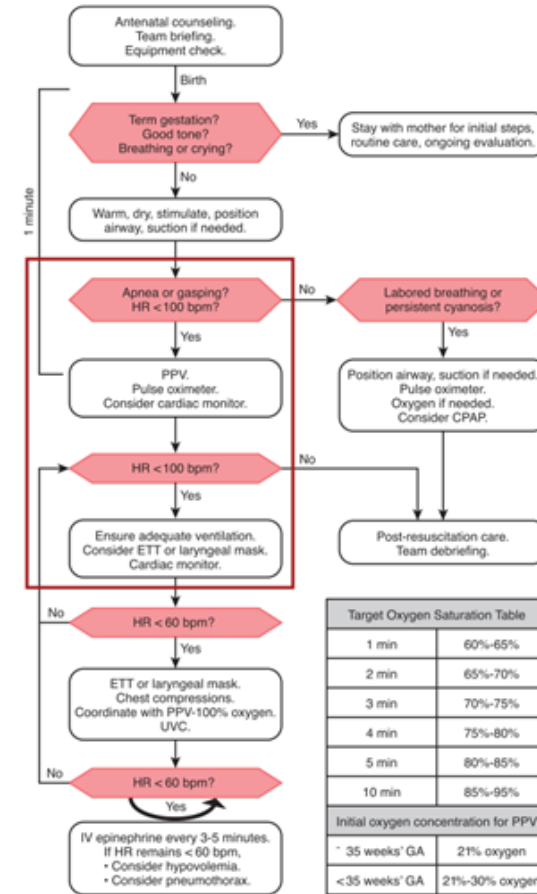 Antenatal counseling.
Team briefing.
Equipment check.
Birth
1 minute
Term gestation?
Good tone?
Breathing or crying?
Yes
Stay with mother for initial steps,
routine care, ongoing evaluation.
No
Warm, dry, stimulate, position
airway, suction if needed.
Apnea or gasping?
HR <100 bpm?
No
Labored breathing or
persistent cyanosis?
Yes
Yes
PPV.
Pulse oximeter.
Consider cardiac monitor.
Position airway, suction if needed.
Pulse oximeter.
Oxygen if needed.
Consider CPAP.
HR <100 bpm?
No
Yes
Ensure adequate ventilation.
Consider ETT or laryngeal mask.
Cardiac monitor.
Post-resuscitation care.
Team debriefing.
HR <60 bpm?
No
Yes
ETT or laryngeal mask.
Chest compressions.
Coordinate with PPV-100% oxygen.
UVC.
HR <60 bpm?
No
Yes
IV epinephrine every 3-5 minutes.
If HR remains <60 bpm,
• Consider hypovolemia.
• Consider pneumothorax.
Target Oxygen Saturation Table
1 min 60%-65%
2 min 65%-70%
3 min 70%-75%
4 min 75%-80%
5 min 80%-85%
10 min 85%-95%
Initial oxygen concentration for PPV
35 weeks' GA 21% oxygen
<35 weeks' GA 21%-30% oxygen